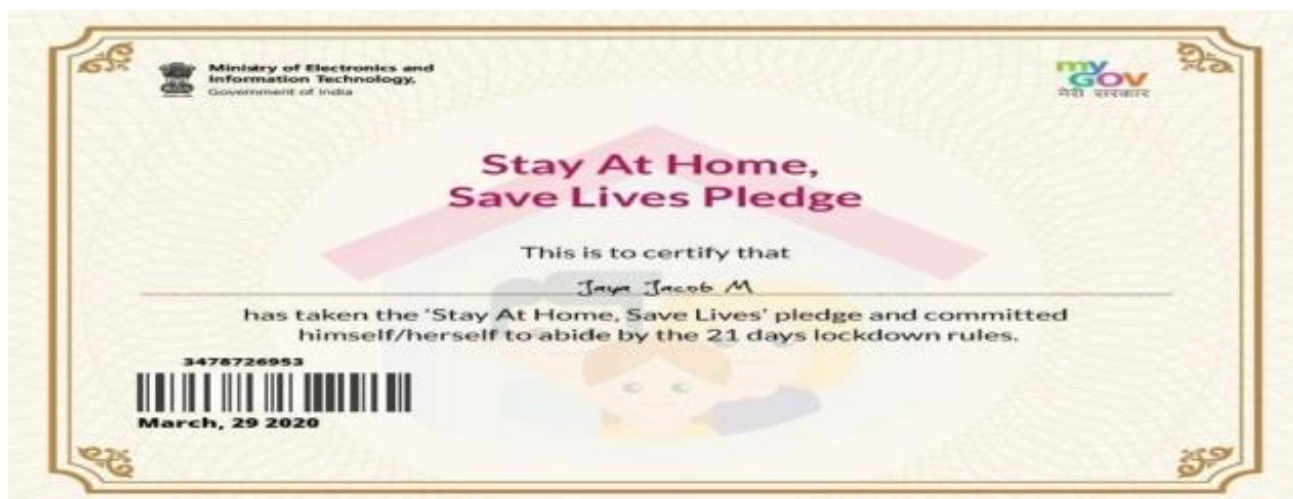 Ministry of Electronics and
Information Technology,
Government of India
my
GOV
मेरी सरकार
Stay At Home,
Save Lives Pledge
This is to certify that
Jaya Jacob M
has taken the 'Stay At Home, Save Lives' pledge and committed
himself/herself to abide by the 21 days lockdown rules.
3478726953
March, 29 2020